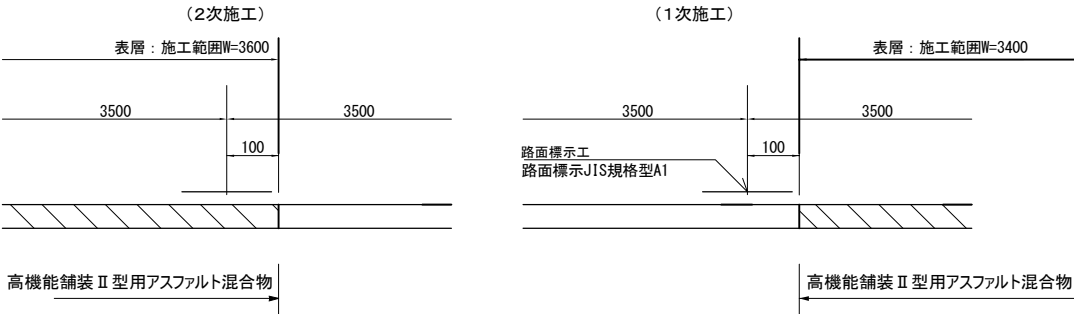 (2次施工)
表層：施工範囲W=3600
3500
3500
100
高機能舗装Ⅱ型用アスファルト混合物
(1次施工)
表層：施工範囲W=3400
3500
3500
100
路面標示工
路面標示JIS規格型A1
高機能舗装Ⅱ型用アスファルト混合物